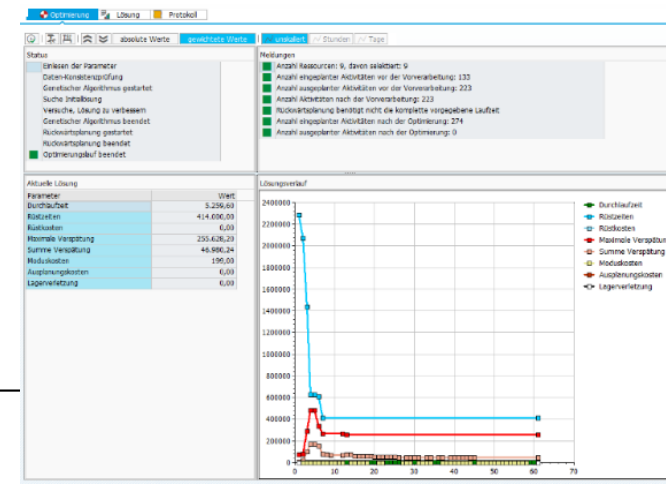 Optimierung Lösung Protokoll
absolute Werte gewichtete Werte unskaliert Stunden Tage
Status
Einlesen der Parameter
Daten-Konsistenzprüfung
Genetischer Algorithmus gestartet
Suche Initiallösung
Versuche, Lösung zu verbessern
Genetischer Algorithmus beendet
Rückwärtsplanung gestartet
Rückwärtsplanung beendet
Optimierungslauf beendet
Meldungen
Anzahl Ressourcen: 9, davon selektiert: 9
Anzahl eingeplanter Aktivitäten vor der Vorverarbeitung: 133
Anzahl ausgeplanter Aktivitäten vor der Vorverarbeitung: 223
Anzahl Aktivitäten nach der Vorverarbeitung: 223
Rückwärtsplanung benötigt nicht die komplette vorgegebene Laufzeit
Anzahl eingeplanter Aktivitäten nach der Optimierung: 274
Anzahl ausgeplanter Aktivitäten nach der Optimierung: 0
Aktuelle Lösung
Parameter Wert
Durchlaufzeit 5.259,60
Rüstzeiten 414.000,00
Rüstkosten 0,00
Maximale Verspätung 255.628,20
Summe Verspätung 46.980,24
Moduskosten 199,00
Ausplanungskosten 0,00
Lagerverletzung 0,00
Lösungsverlauf
2400000
2200000
2000000
1800000
1600000
1400000
1200000
1000000
800000
600000
400000
200000
0
0 10 20 30 40 50 60 70
Durchlaufzeit
Rüstzeiten
Rüstkosten
Maximale Verspätun
Summe Verspätung
Moduskosten
Ausplanungskosten
Lagerverletzung